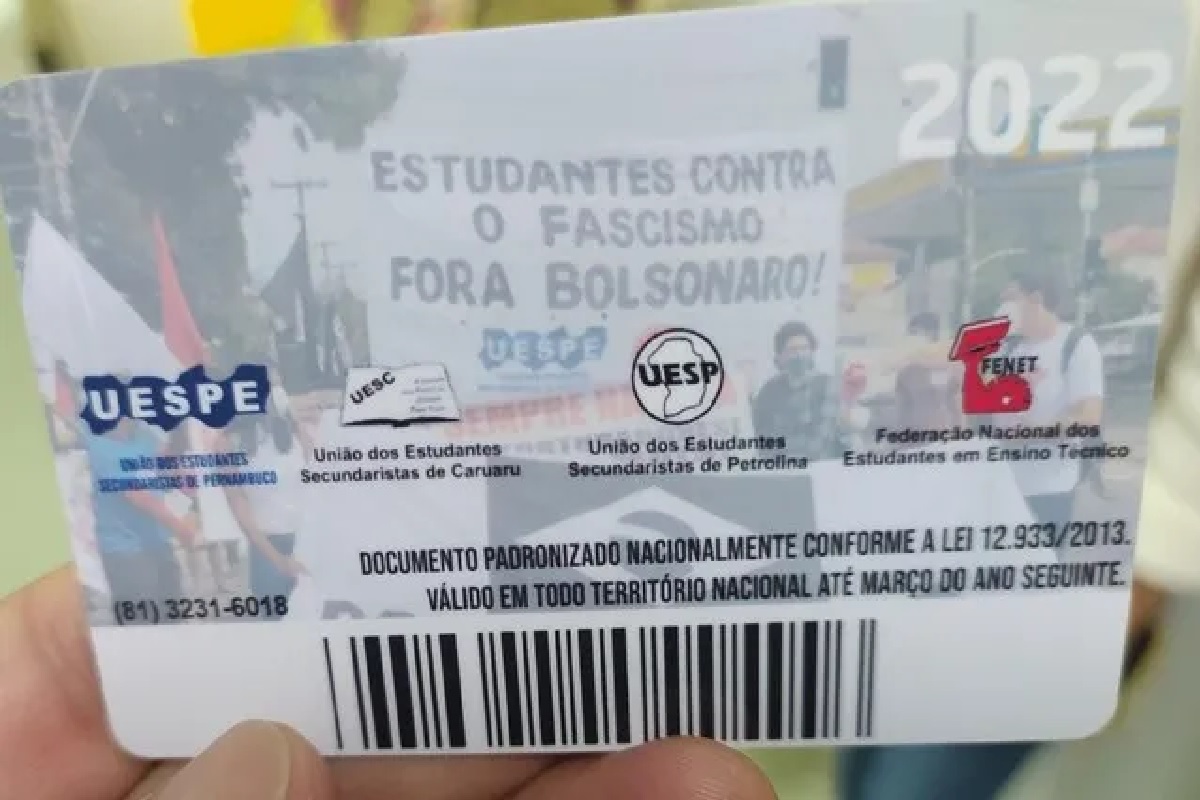 2022
ESTUDANTES CONTRA
O FASCISMO
FORA BOLSONARO!
UESPE
UESPE
UNIÃO DOS ESTUDANTES
SECUNDARISTAS DE PERNAMBUCO
UESC
União dos Estudantes
Secundaristas de Caruaru
UESP
União dos Estudantes
Secundaristas de Petrolina
FENET
Federação Nacional dos
Estudantes em Ensino Técnico
DOCUMENTO PADRONIZADO NACIONALMENTE CONFORME A LEI 12.933/2013.
VÁLIDO EM TODO TERRITÓRIO NACIONAL ATÉ MARÇO DO ANO SEGUINTE.
(81) 3231-6018